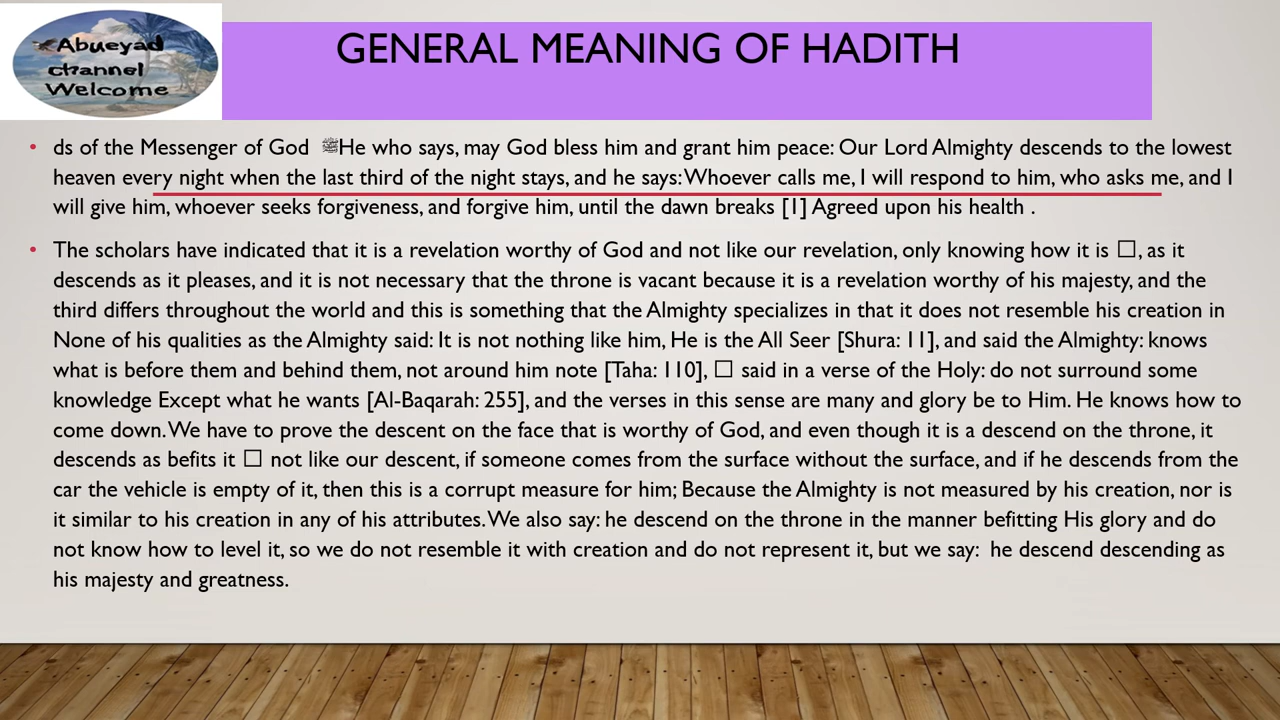 Abueyad
channel
Welcome
GENERAL MEANING OF HADITH
• ds of the Messenger of God ﷺHe who says, may God bless him and grant him peace: Our Lord Almighty descends to the lowest
heaven every night when the last third of the night stays, and he says: Whoever calls me, I will respond to him, who asks me, and I
will give him, whoever seeks forgiveness, and forgive him, until the dawn breaks [1] Agreed upon his health .
• The scholars have indicated that it is a revelation worthy of God and not like our revelation, only knowing how it is □, as it
descends as it pleases, and it is not necessary that the throne is vacant because it is a revelation worthy of his majesty, and the
third differs throughout the world and this is something that the Almighty specializes in that it does not resemble his creation in
None of his qualities as the Almighty said: It is not nothing like him, He is the All Seer [Shura: 11], and said the Almighty: knows
what is before them and behind them, not around him note [Taha: 110], □ said in a verse of the Holy: do not surround some
knowledge Except what he wants [Al-Baqarah: 255], and the verses in this sense are many and glory be to Him. He knows how to
come down. We have to prove the descent on the face that is worthy of God, and even though it is a descend on the throne, it
descends as befits it □ not like our descent, if someone comes from the surface without the surface, and if he descends from the
car the vehicle is empty of it, then this is a corrupt measure for him; Because the Almighty is not measured by his creation, nor is
it similar to his creation in any of his attributes. We also say: he descend on the throne in the manner befitting His glory and do
not know how to level it, so we do not resemble it with creation and do not represent it, but we say: he descend descending as
his majesty and greatness.